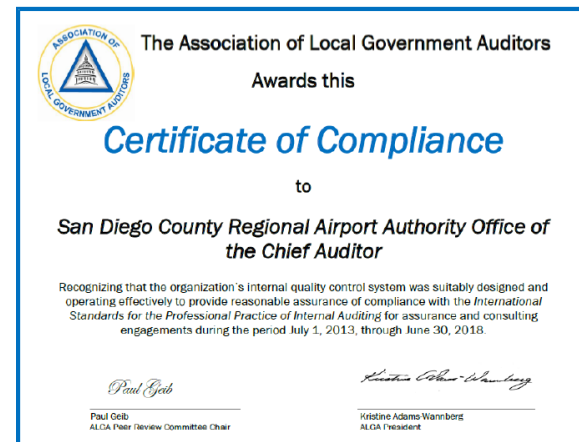 ASSOCIATION OF
LOCAL GOVERNMENT AUDITORS
The Association of Local Government Auditors
Awards this
Certificate of Compliance
to
San Diego County Regional Airport Authority Office of
the Chief Auditor
Recognizing that the organization's internal quality control system was suitably designed and
operating effectively to provide reasonable assurance of compliance with the International
Standards for the Professional Practice of Internal Auditing for assurance and consulting
engagements during the period July 1, 2013, through June 30, 2018.
Paul Geib
Kristine Adams-Wannberg
Paul Geib
ALGA Peer Review Committee Chair
Kristine Adams-Wannberg
ALGA President